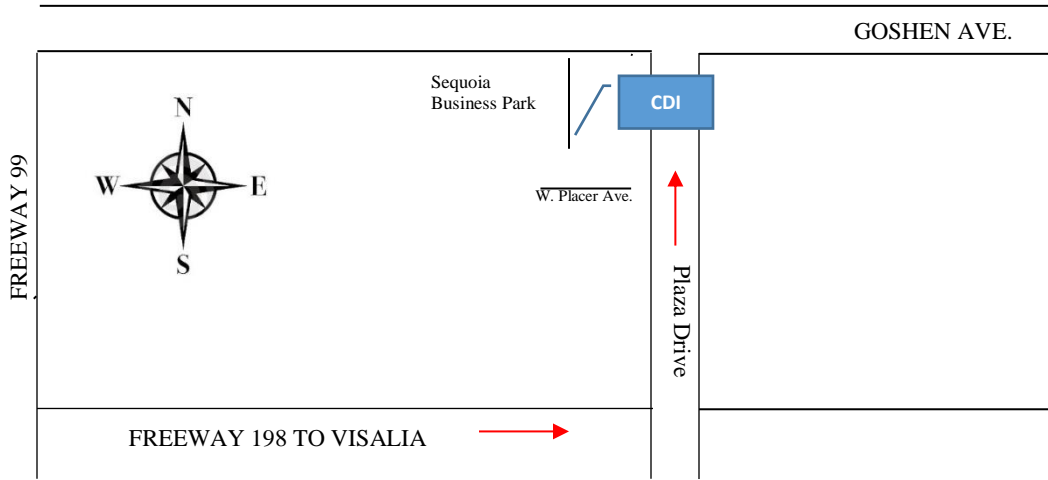 GOSHEN AVE.
Sequoia
Business Park
CDI
N
W
E
S
W. Placer Ave.
FREEWAY 99
Plaza Drive
FREEWAY 198 TO VISALIA